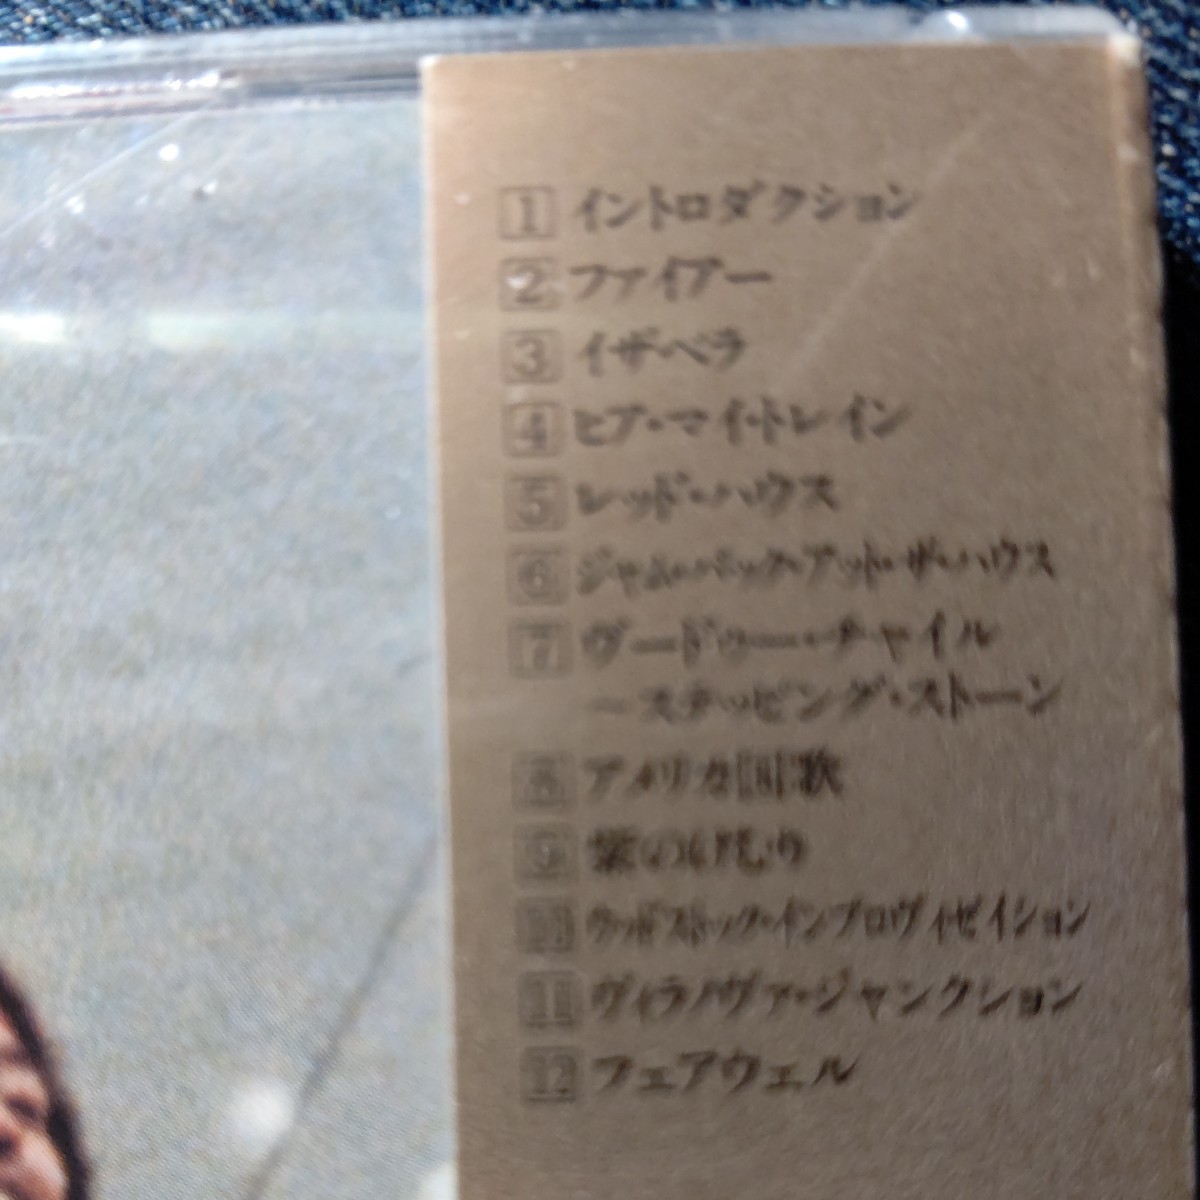 1 イントロダクション
2 ファイアー
3 イザベラ
4 ヒア・マイ・トレイン
5 レッド・ハウス
6 ジャム・バック・アット・ザ・ハウス
7 ヴードゥー・チャイル
〜ステッピング・ストーン
8 アメリカ国歌
9 紫のけむり
10 ウッドストック・インプロヴィゼイション
11 ヴィラノヴァ・ジャンクション
12 フェアウェル